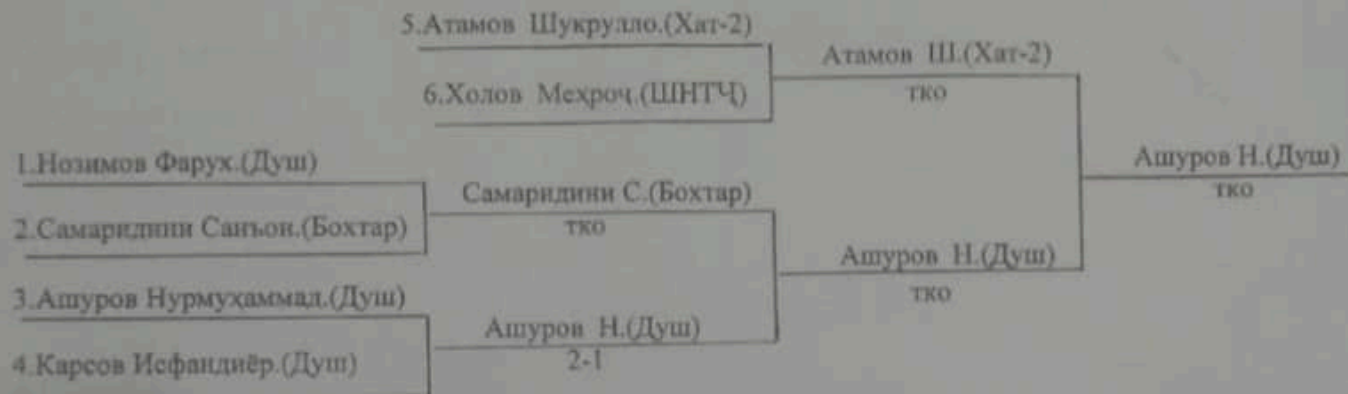 5.Атамов Шукрулло.(Хат-2)
Атамов Ш.(Хат-2)
6.Холов Меҳроҷ.(ШНТҶ)
тко
1.Нозимов Фарух.(Душ)
Ашуров Н.(Душ)
Самаридини С.(Бохтар)
тко
2.Самаридини Санъон.(Бохтар)
тко
Ашуров Н.(Душ)
3.Ашуров Нурмуҳаммад.(Душ)
тко
Ашуров Н.(Душ)
4.Карсов Исфандиёр.(Душ)
2-1